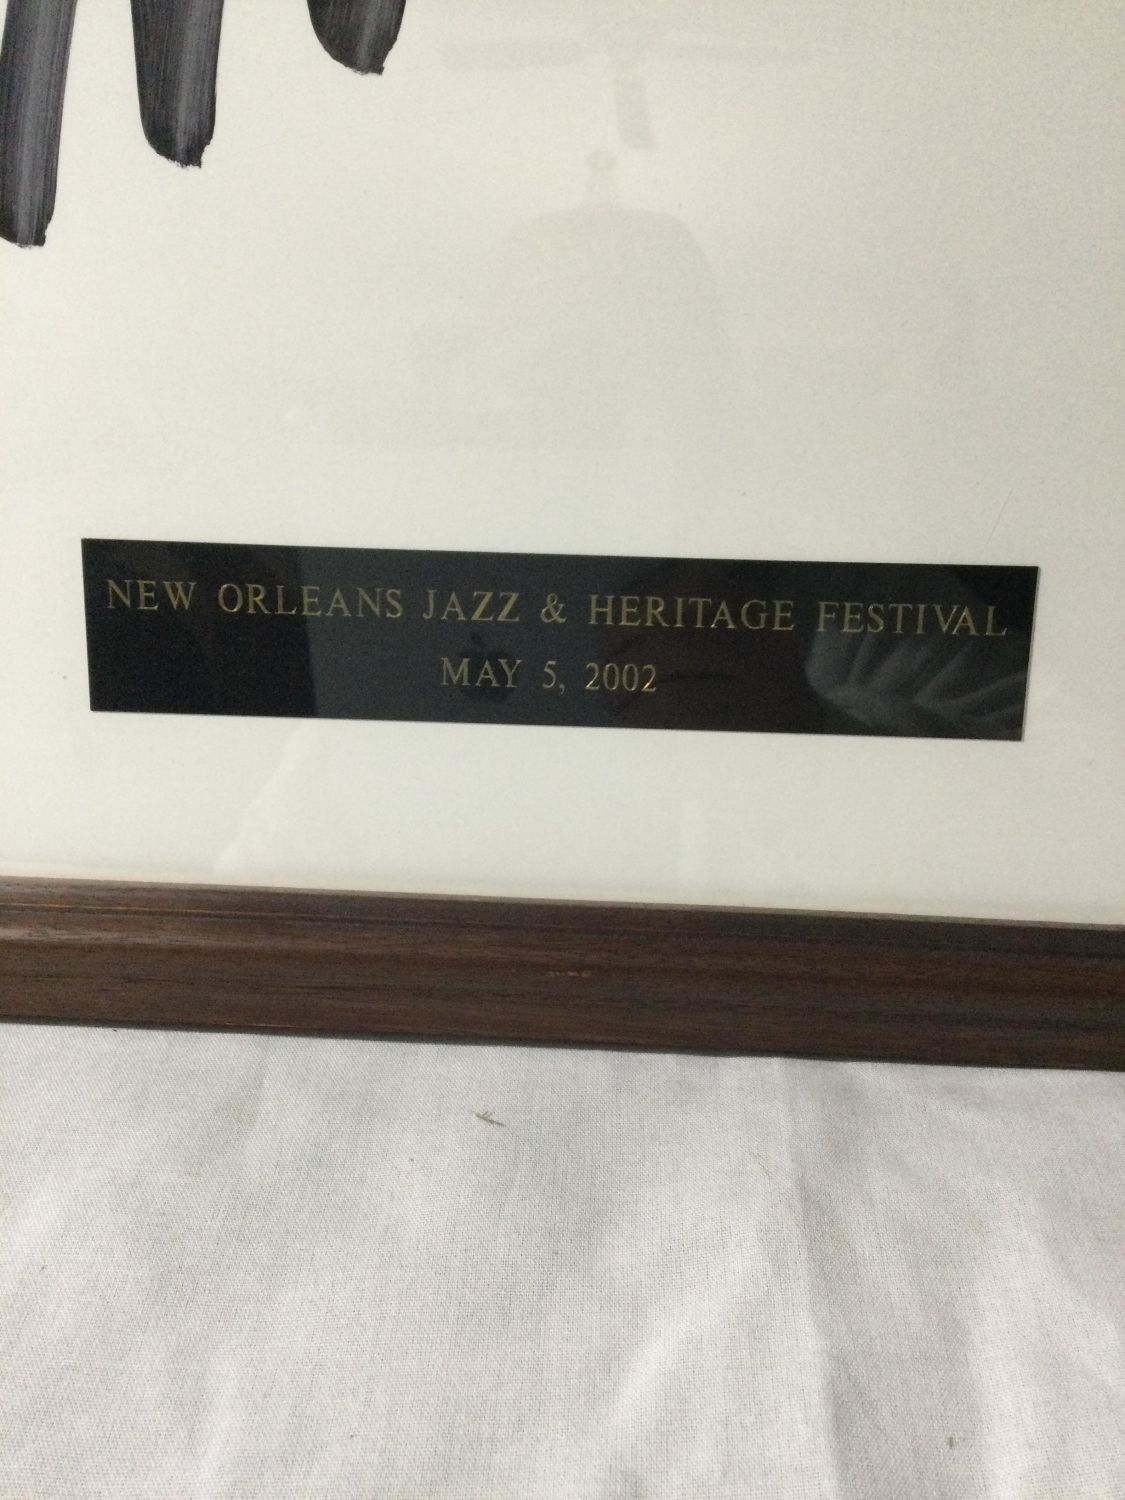 NEW ORLEANS JAZZ & HERITAGE FESTIVAL
MAY 5, 2002